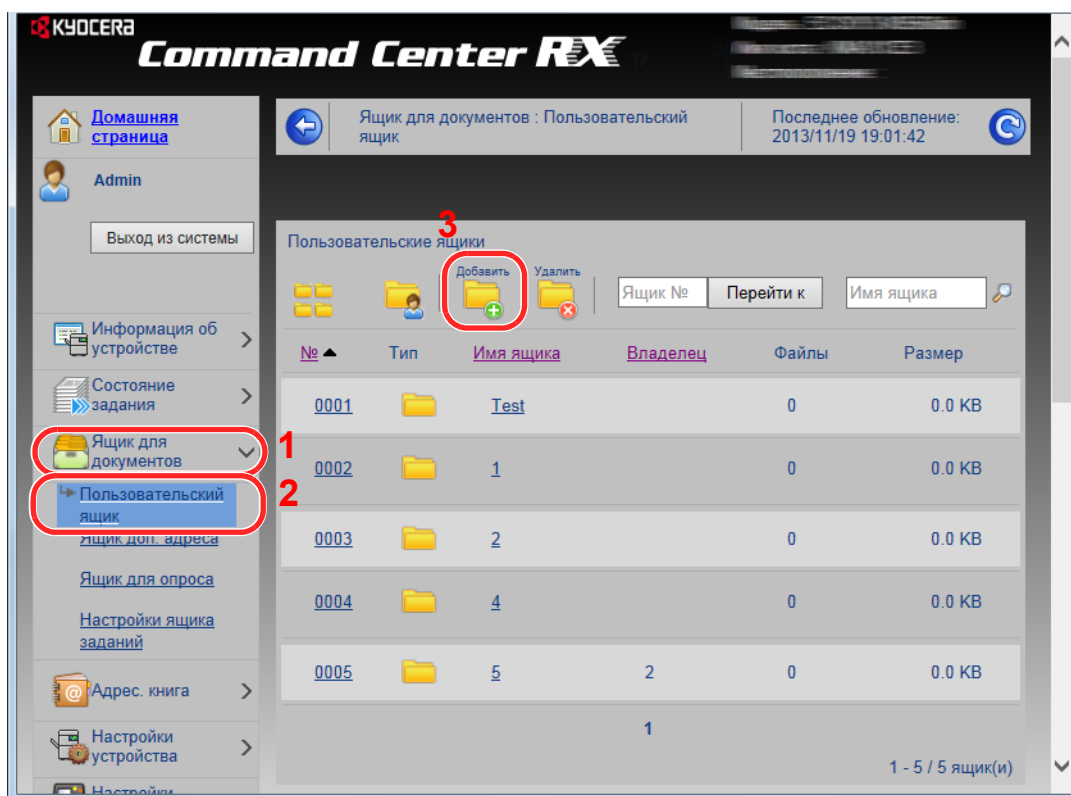 KYOCERA
Command Center RX
Домашняя
страница
Admin
Выход из системы
Информация об
устройстве
Состояние
задания
Ящик для
документов
1
Пользовательский
ящик
2
Ящик доп. адреса
Ящик для опроса
Настройки ящика
заданий
Адрес. книга
Настройки
устройства
Настройки
Ящик для документов : Пользовательский
ящик
Последнее обновление:
2013/11/19 19:01:42
3
Пользовательские ящики
Добавить Удалить
Ящик № Перейти к Имя ящика
№ Тип Имя ящика Владелец Файлы Размер
0001 Test 0 0.0 KB
0002 1 0 0.0 KB
0003 2 0 0.0 KB
0004 4 0 0.0 KB
0005 5 2 0 0.0 KB
1
1 - 5 / 5 ящик(и)